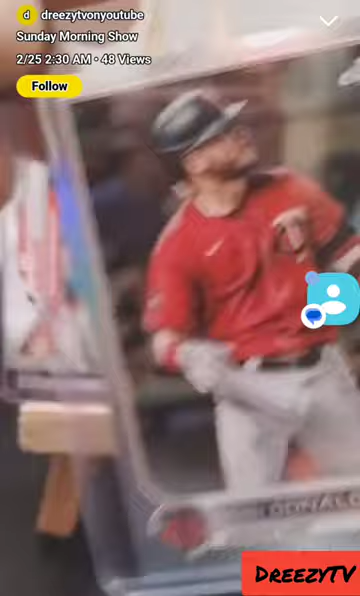 d dreezytvonyoutube
Sunday Morning Show
2/25 2:30 AM • 48 Views
Follow
DREEZYTV